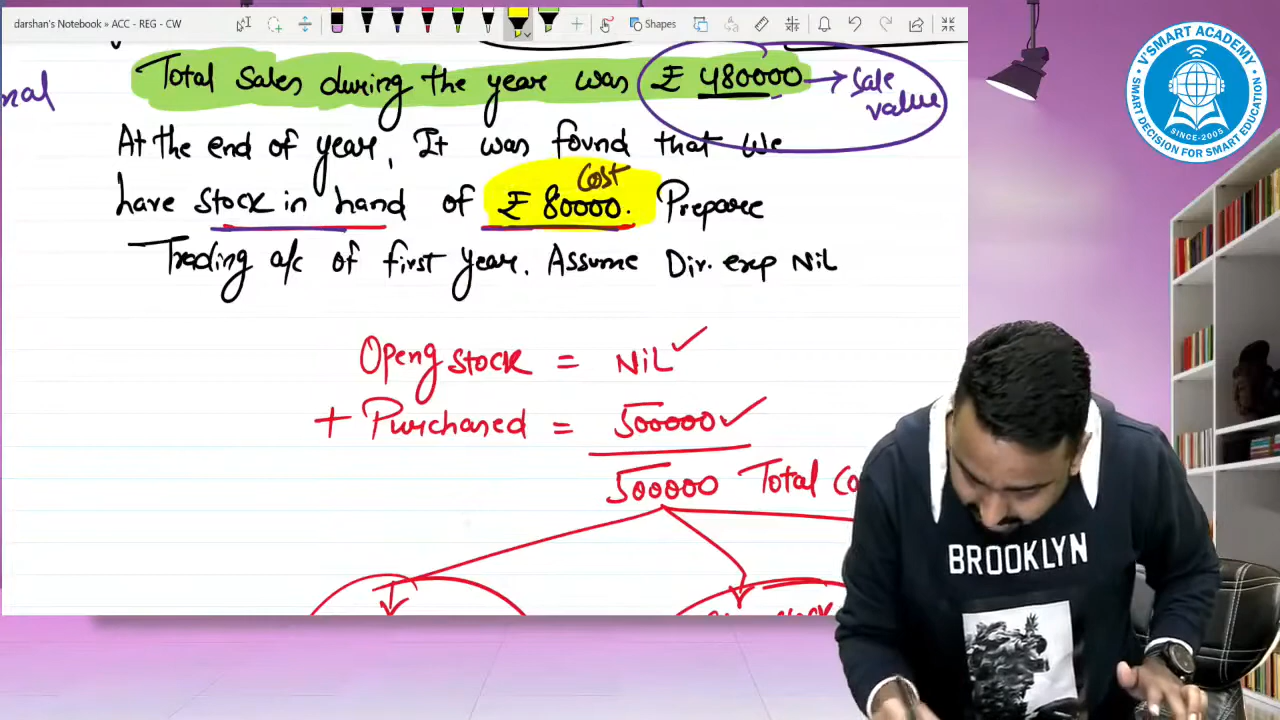 darshan's Notebook » ACC - REG - CW
Shapes
Total Sales during the year was ₹ 480000 → Sale value
At the end of year, It was found that we
have stock in hand of ₹ 80000. Prepare
Cost
Trading a/c of first year. Assume Dir. exp Nil
Openg stock = Nil ✓
+ Purchased = 500000 ✓
500000 Total Co
stock
V'SMART ACADEMY
SMART DECISION FOR SMART EDUCATION
SINCE-2005
BROOKLYN